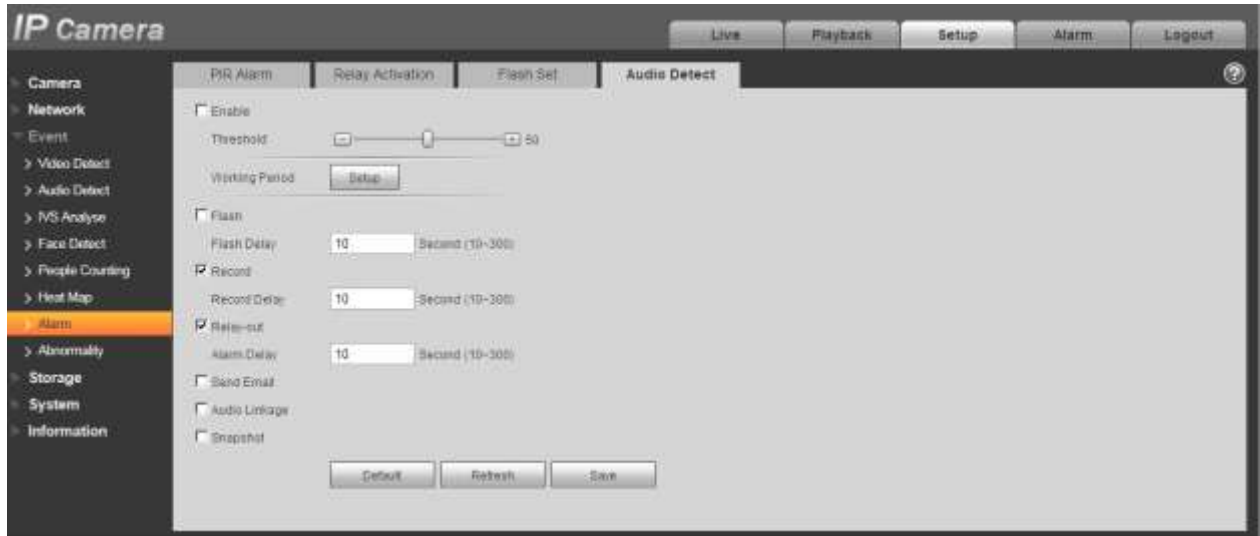 IP Camera
Live Playback Setup Alarm Logout
PIR Alarm Relay Activation Flash Set Audio Detect ?
Camera
Network
Event
Video Detect
Audio Detect
IVS Analyse
Face Detect
People Counting
Heat Map
Alarm
Abnormality
Storage
System
Information
Enable
Threshold - + 50
Working Period Setup
Flash
Flash Delay 10 Second (10~300)
Record
Record Delay 10 Second (10~300)
Relay-out
Alarm Delay 10 Second (10~300)
Send Email
Audio Linkage
Snapshot
Default Refresh Save